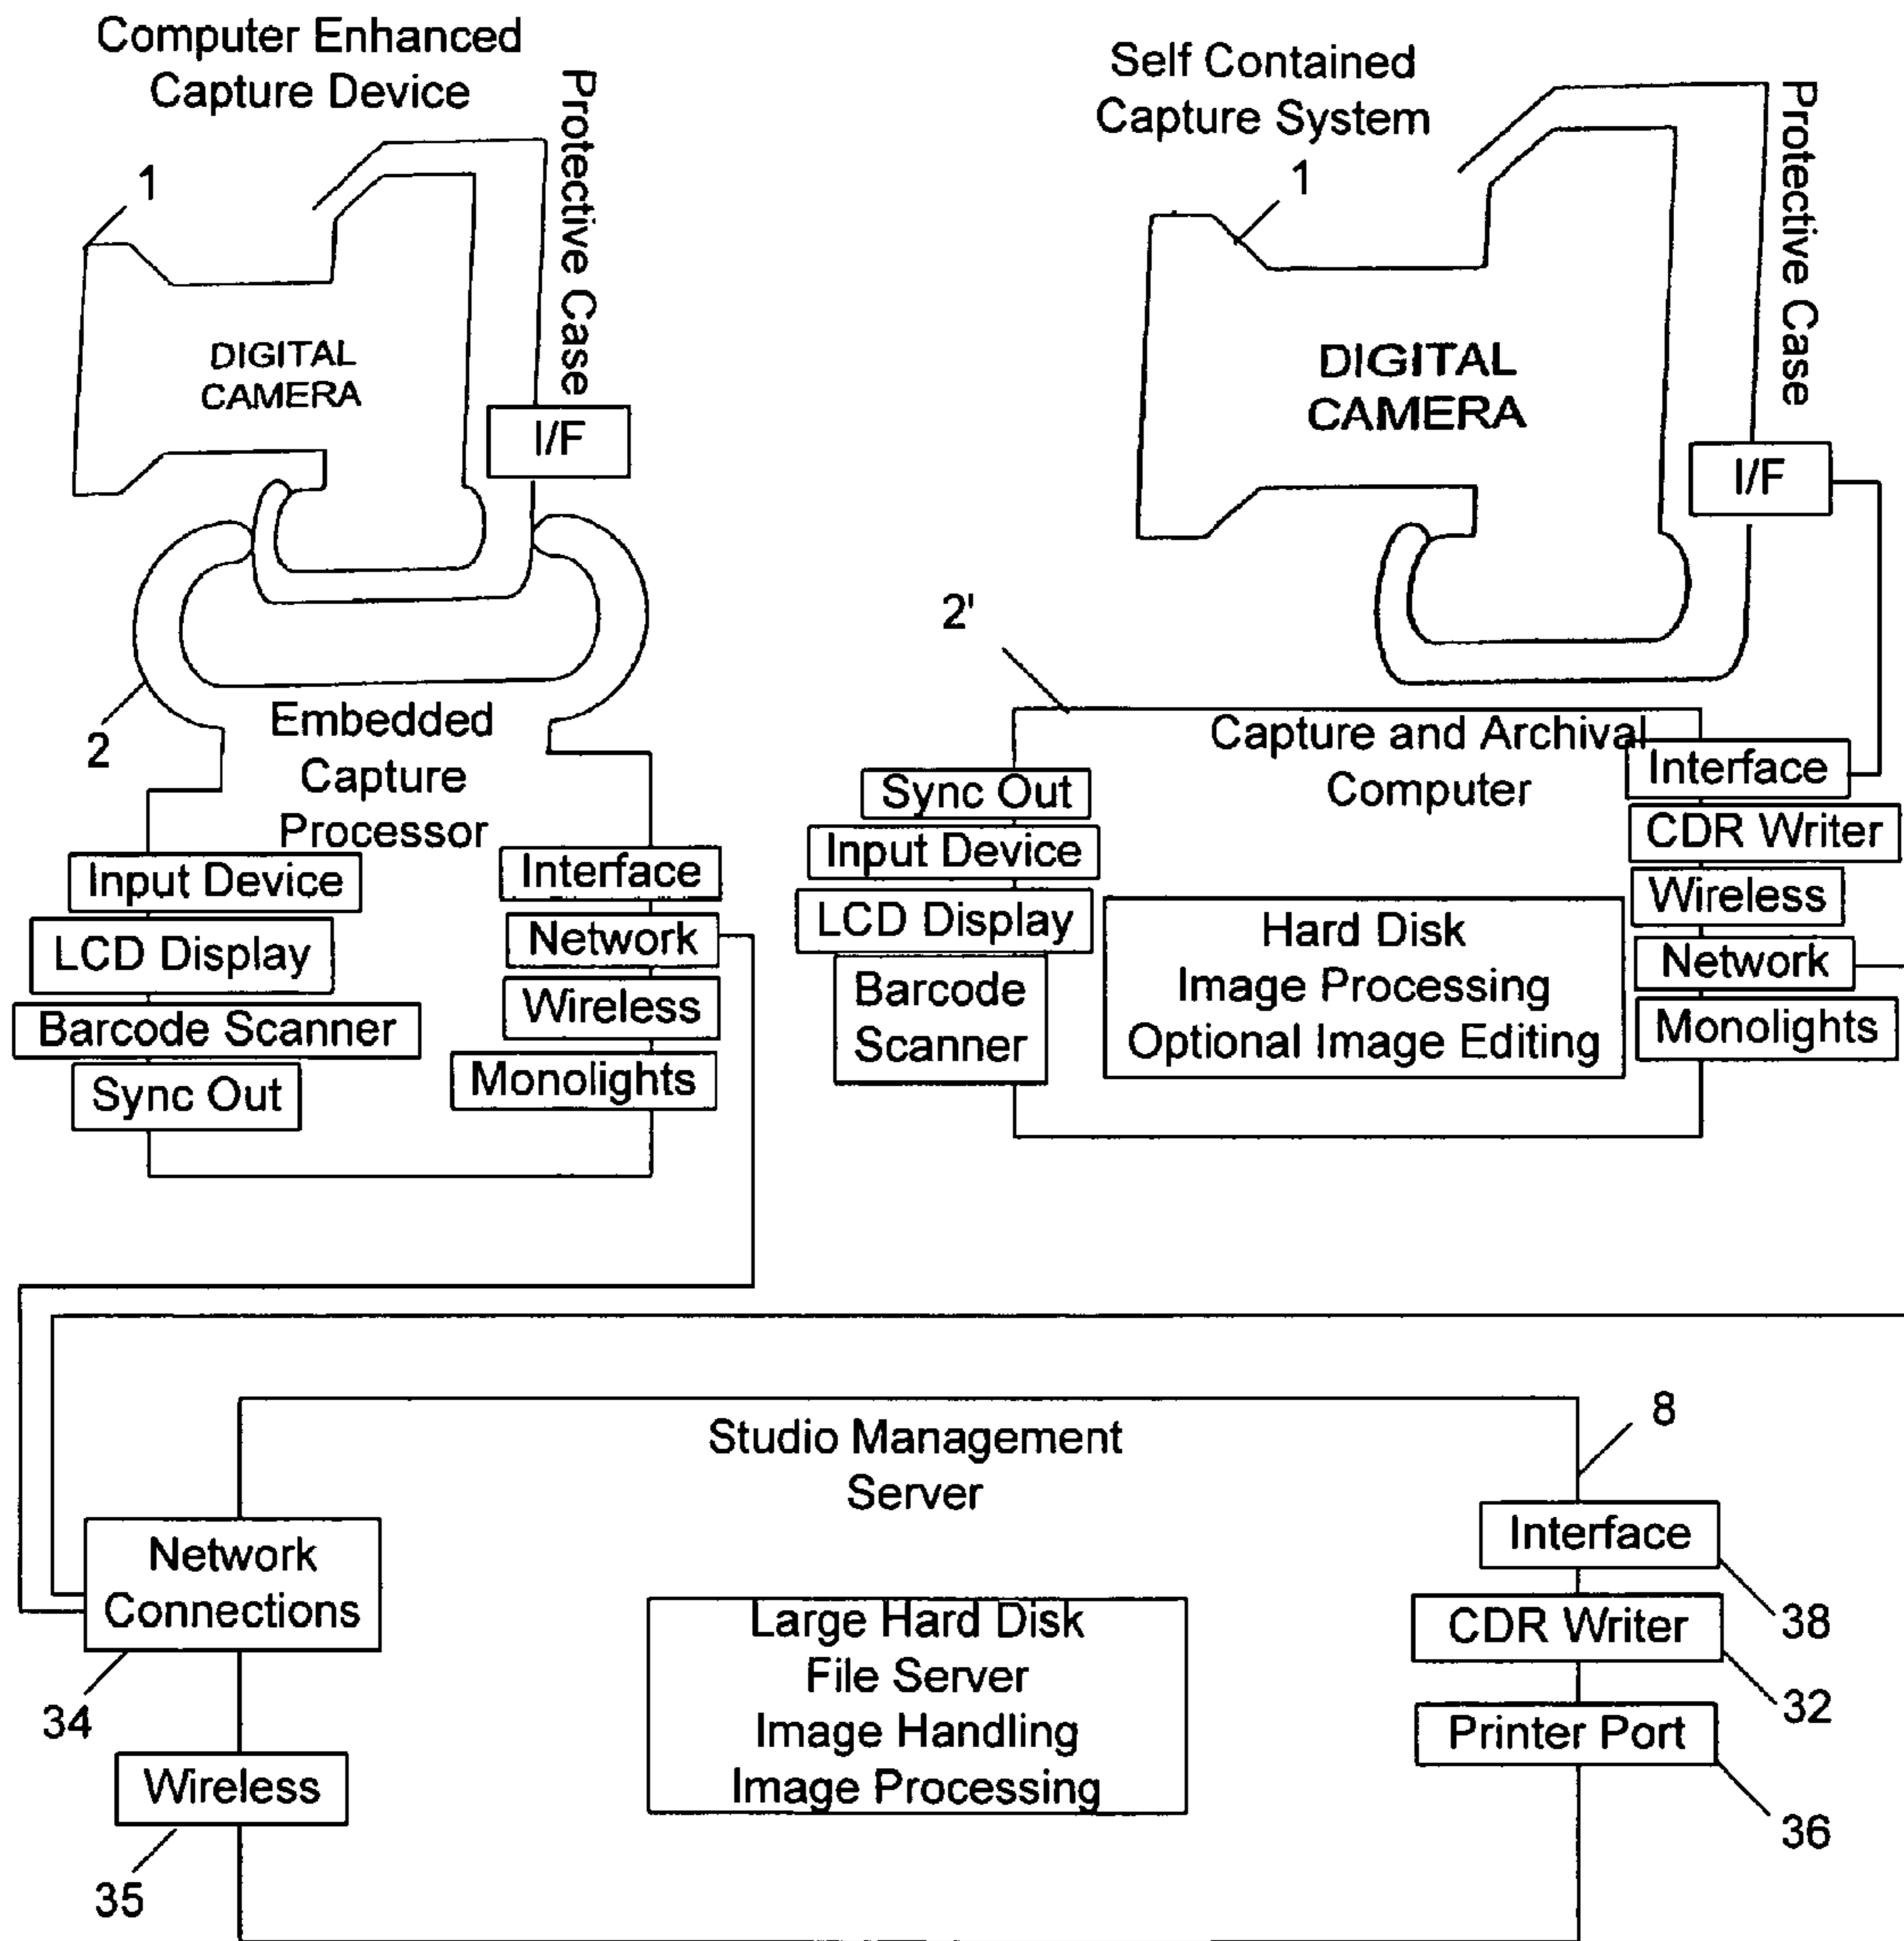 Computer Enhanced
Capture Device
Protective Case
1
DIGITAL
CAMERA
I/F
2
Embedded
Capture
Processor
Input Device
LCD Display
Barcode Scanner
Sync Out
Interface
Network
Wireless
Monolights
Self Contained
Capture System
Protective Case
1
DIGITAL
CAMERA
I/F
2'
Capture and Archival
Computer
Sync Out
Input Device
LCD Display
Barcode
Scanner
Hard Disk
Image Processing
Optional Image Editing
Interface
CDR Writer
Wireless
Network
Monolights
Studio Management
Server
8
Network
Connections
34
Wireless
35
Large Hard Disk
File Server
Image Handling
Image Processing
Interface
38
CDR Writer
32
Printer Port
36